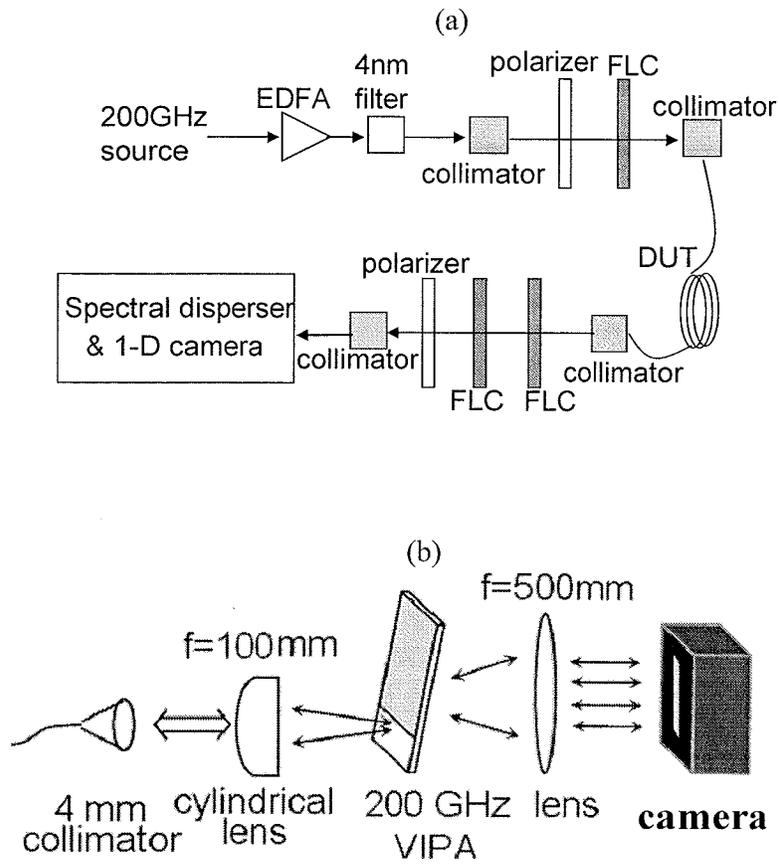 (a)
200GHz
source
EDFA
4nm
filter
collimator
polarizer
FLC
collimator
DUT
collimator
FLC
FLC
polarizer
collimator
Spectral disperser
& 1-D camera
(b)
4 mm
collimator
f=100mm
cylindrical
lens
200 GHz
VIPA
f=500mm
lens
camera